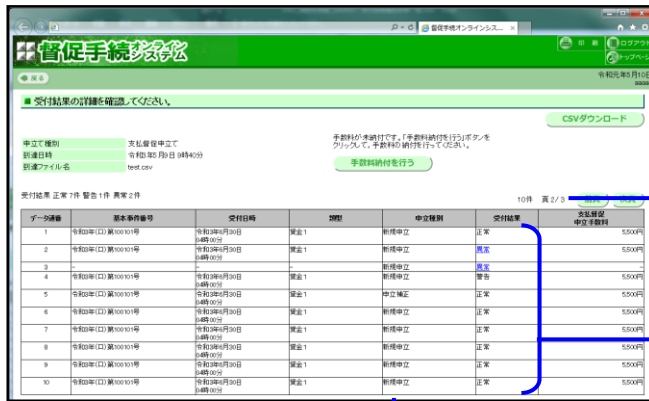 督促手続オンラインシス...
督促手続オンラインシステム
印 刷
ログアウト
トップページ
戻る
令和元年5月10日
■ 受付結果の詳細を確認してください。
CSVダウンロード
申立て種別 支払督促申立て
到達日時 9時40分
到達ファイル名 test.csv
手数料が未納付です。「手数料納付を行う」ボタンを
クリックして、手数料の納付を行ってください。
手数料納付を行う
受付結果 正常7件 警告1件 異常2件
10件 頁2/3
データ通番 基本事件番号 受付日時 類型 申立種別 受付結果 支払督促
申立手数料
1 令和3年(ロ)第100101号 令和3年6月30日
04時00分 賃金1 新規申立 正常 5,500円
2 令和3年(ロ)第100101号 令和3年6月30日
04時00分 賃金1 新規申立 異常 5,500円
3 - - - 新規申立 異常 -
4 令和3年(ロ)第100101号 令和3年6月30日
04時00分 賃金1 新規申立 警告 5,500円
5 令和3年(ロ)第100101号 令和3年6月30日
04時00分 賃金1 申立補正 正常 5,500円
6 令和3年(ロ)第100101号 令和3年6月30日
04時00分 賃金1 新規申立 正常 5,500円
7 令和3年(ロ)第100101号 令和3年6月30日
04時00分 賃金1 新規申立 正常 5,500円
8 令和3年(ロ)第100101号 令和3年6月30日
04時00分 賃金1 新規申立 正常 5,500円
9 令和3年(ロ)第100101号 令和3年6月30日
04時00分 賃金1 新規申立 正常 5,500円
10 令和3年(ロ)第100101号 令和3年6月30日
04時00分 賃金1 新規申立 正常 5,500円